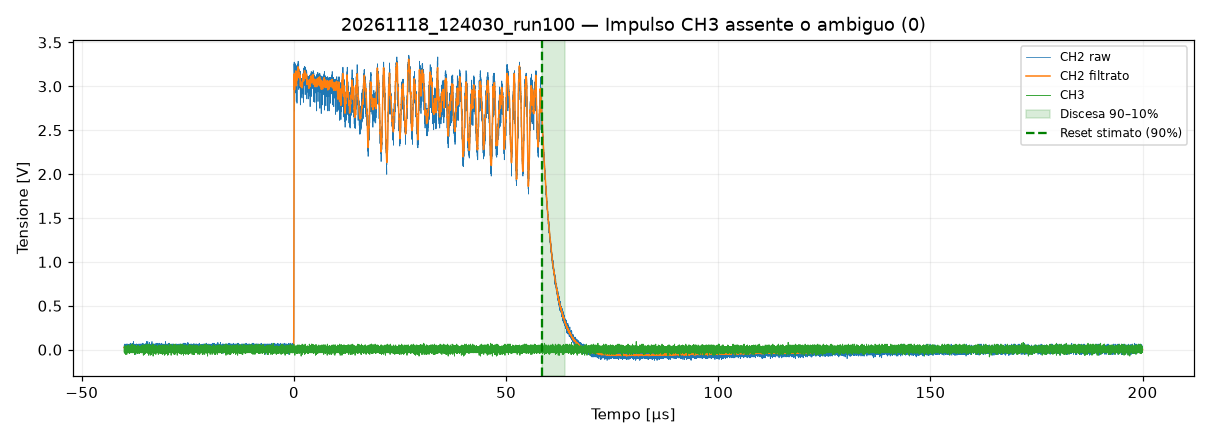 20261118_124030_run100 — Impulso CH3 assente o ambiguo (0)
CH2 raw
CH2 filtrato
CH3
Discesa 90–10%
Reset stimato (90%)
Tensione [V]
3.5
3.0
2.5
2.0
1.5
1.0
0.5
0.0
−50
0
50
100
150
200
Tempo [µs]